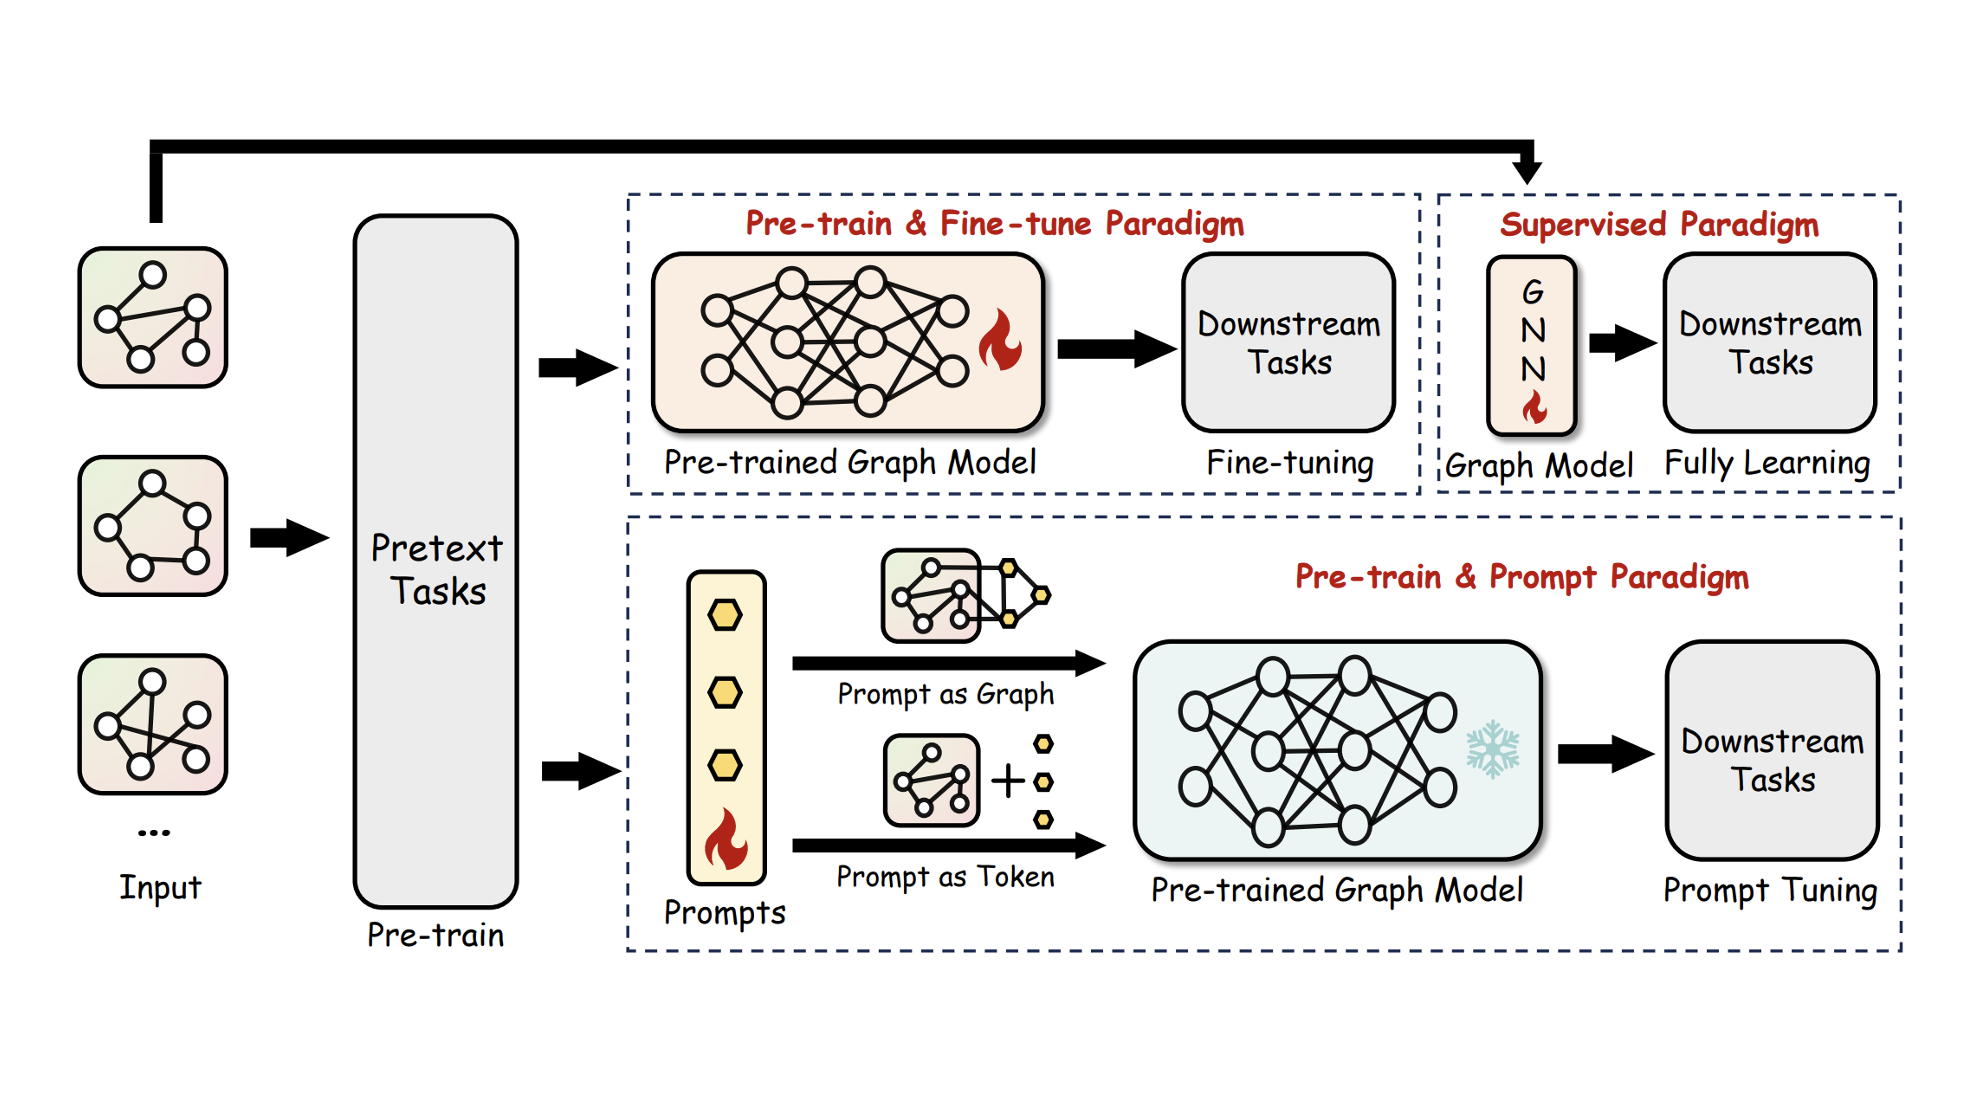 Pre-train & Fine-tune Paradigm
Supervised Paradigm
Downstream
Tasks
G
N
N
Downstream
Tasks
Pre-trained Graph Model
Fine-tuning
Graph Model
Fully Learning
Pretext
Tasks
Pre-train & Prompt Paradigm
Prompt as Graph
Downstream
Tasks
+
Prompt as Token
...
Input
Pre-train
Prompts
Pre-trained Graph Model
Prompt Tuning